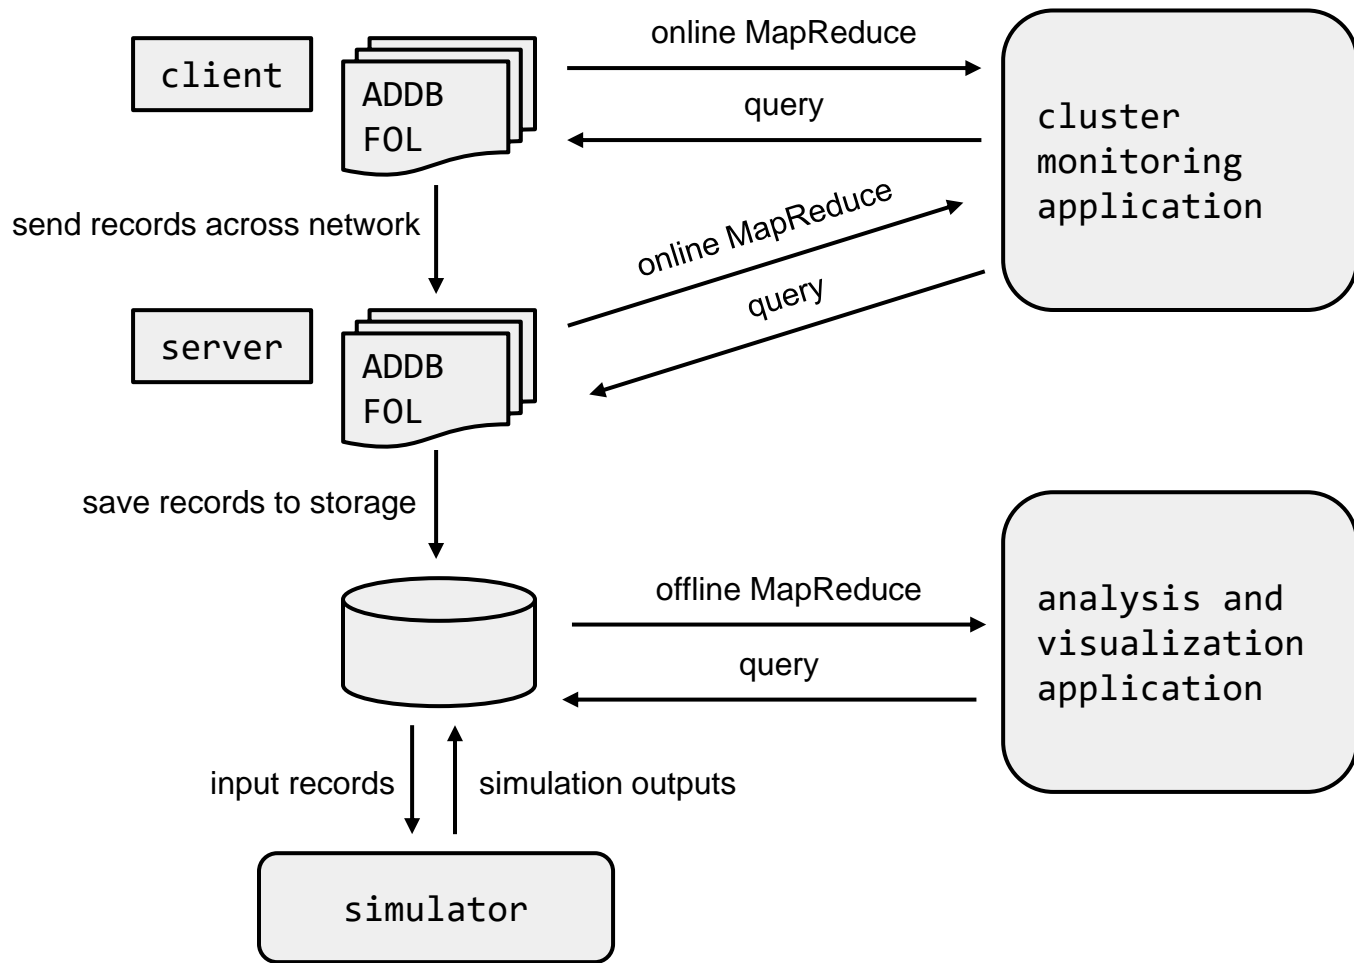 online MapReduce
client
ADDB
FOL
query
cluster
monitoring
application
send records across network
online MapReduce
query
server
ADDB
FOL
save records to storage
offline MapReduce
query
analysis and
visualization
application
input records
simulation outputs
simulator